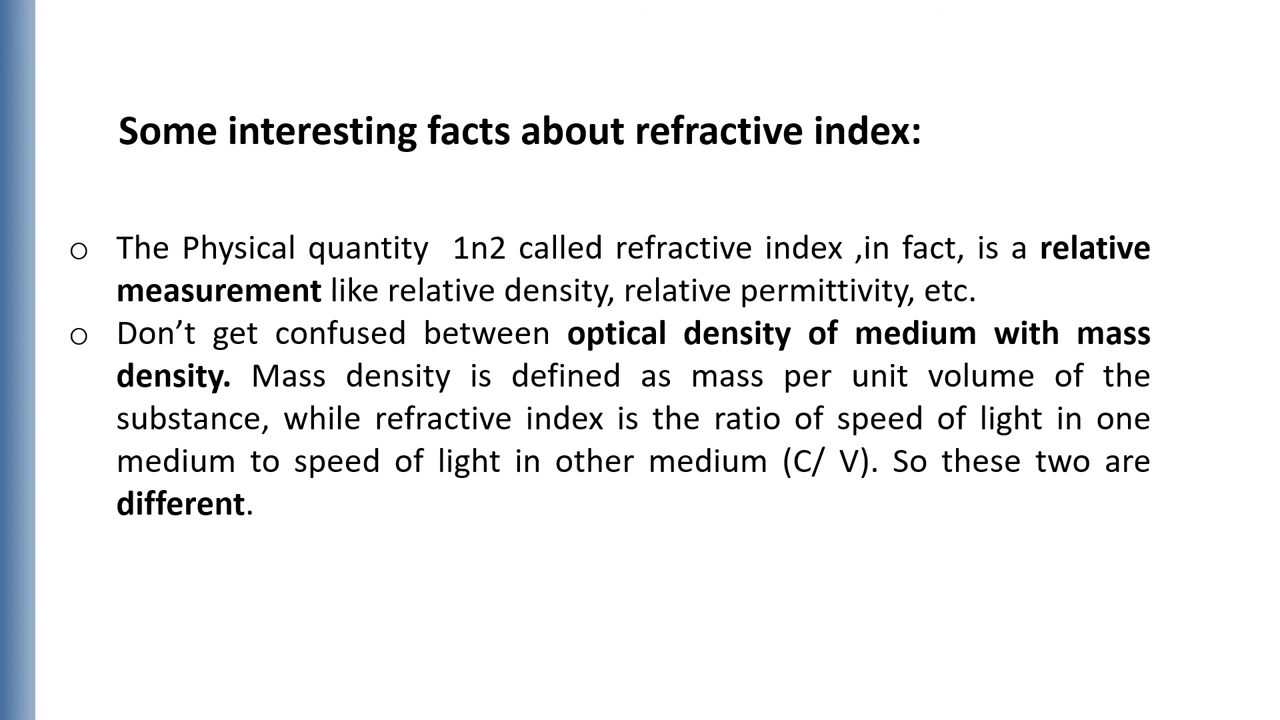 Some interesting facts about refractive index:
○ The Physical quantity 1n2 called refractive index ,in fact, is a relative
measurement like relative density, relative permittivity, etc.
○ Don’t get confused between optical density of medium with mass
density. Mass density is defined as mass per unit volume of the
substance, while refractive index is the ratio of speed of light in one
medium to speed of light in other medium (C/ V). So these two are
different.